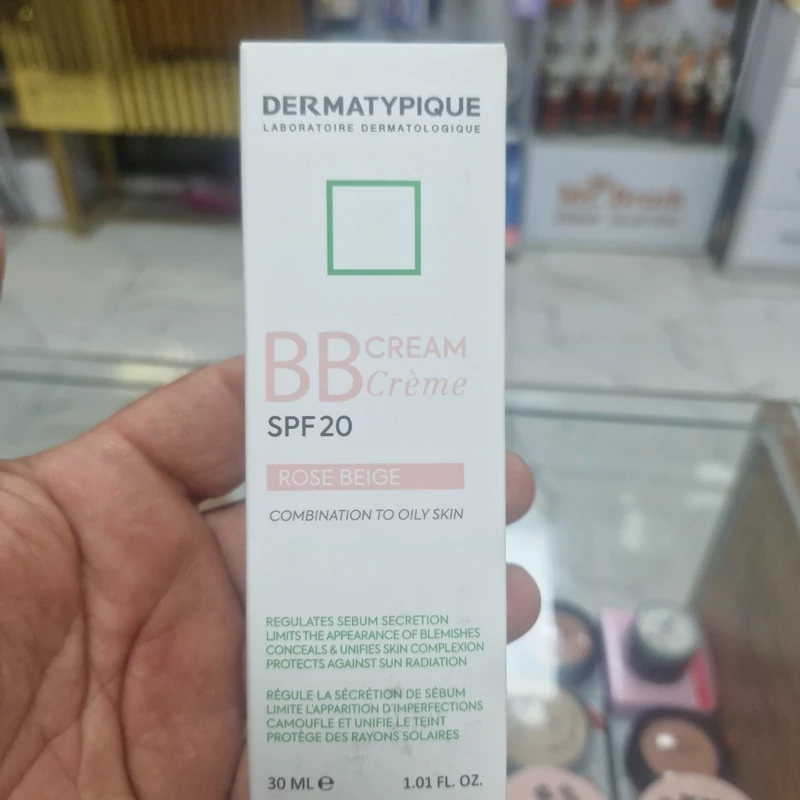 DERMATYPIQUE
LABORATOIRE DERMATOLOGIQUE
BB CREAM
Crème
SPF 20
ROSE BEIGE
COMBINATION TO OILY SKIN
REGULATES SEBUM SECRETION
LIMITS THE APPEARANCE OF BLEMISHES
CONCEALS & UNIFIES SKIN COMPLEXION
PROTECTS AGAINST SUN RADIATION
RÉGULE LA SÉCRÉTION DE SÉBUM
LIMITE L'APPARITION D'IMPERFECTIONS
CAMOUFLE ET UNIFIE LE TEINT
PROTÈGE DES RAYONS SOLAIRES
30 ML ℮ 1.01 FL. OZ.